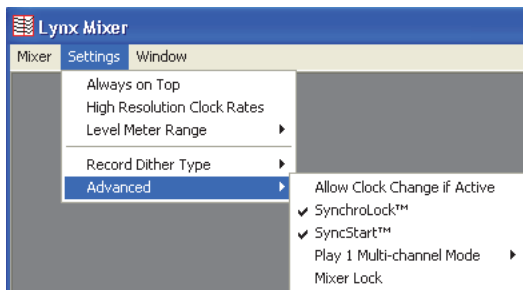 Lynx Mixer
Mixer Settings Window
Always on Top
High Resolution Clock Rates
Level Meter Range
Record Dither Type
Advanced
Allow Clock Change if Active
SynchroLock™
SyncStart™
Play 1 Multi-channel Mode
Mixer Lock